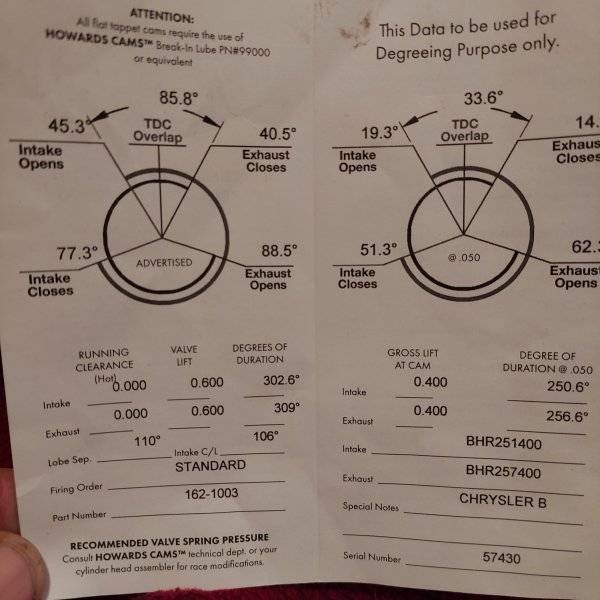 ATTENTION:
All flat tappet cams require the use of
HOWARDS CAMS™ Break-In Lube PN#99000
or equivalent
85.8°
45.3°
TDC
Overlap
40.5°
Intake
Opens
Exhaust
Closes
77.3°
ADVERTISED
88.5°
Intake
Closes
Exhaust
Opens
RUNNING
CLEARANCE
(Hot)
VALVE
LIFT
DEGREES OF
DURATION
Intake 0.000 0.600 302.6°
Exhaust 0.000 0.600 309°
Lobe Sep. 110° Intake C/L 106°
Firing Order STANDARD
Part Number 162-1003
RECOMMENDED VALVE SPRING PRESSURE
Consult HOWARDS CAMS™ technical dept. or your
cylinder head assembler for race modifications.
This Data to be used for
Degreeing Purpose only.
33.6°
19.3°
TDC
Overlap
14.
Intake
Opens
Exhaus
Closes
51.3°
@ .050
62.
Intake
Closes
Exhaust
Opens
GROSS LIFT
AT CAM
DEGREE OF
DURATION @ .050
Intake 0.400 250.6°
Exhaust 0.400 256.6°
Intake BHR251400
Exhaust BHR257400
Special Notes CHRYSLER B
Serial Number 57430